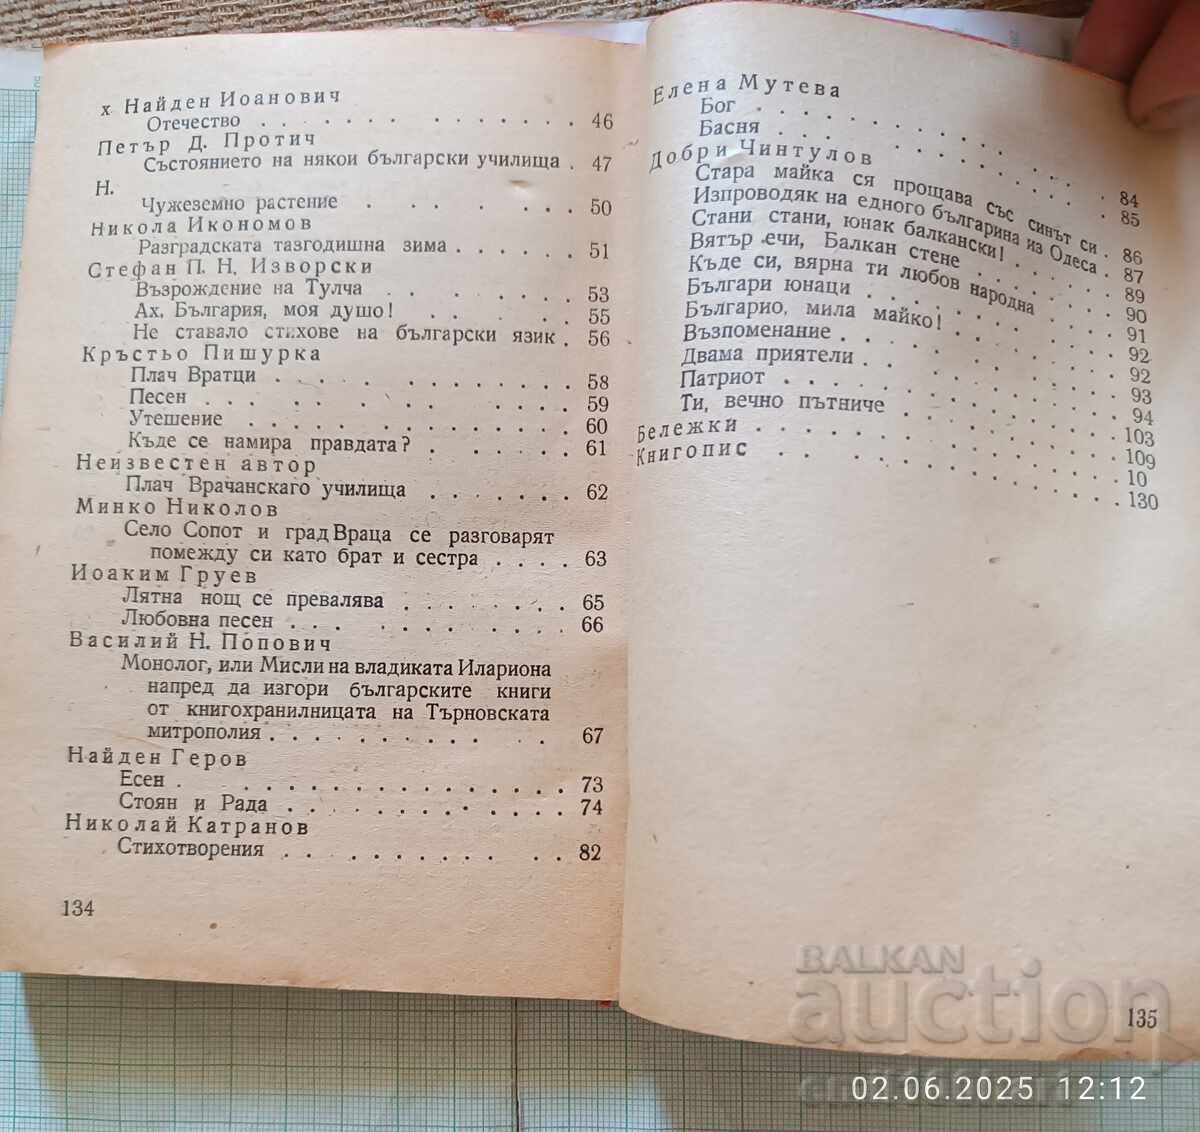 х. Найден Иоанович
Отечество . . . . . . . . . . . . 46
Петър Д. Протич
Състоянието на някои български училища . 47
Н.
Чужеземно растение . . . . . . . 50
Никола Икономов
Разградската тазгодишна зима . . . . . . 51
Стефан П. Н. Изворски
Възрождение на Тулча . . . . . . . 53
Ах. България, моя душо! . . . . . . 55
Не ставало стихове на български язик . 56
Кръстьо Пишурка
Плач Вратци . . . . . . . . . . . 58
Песен . . . . . . . . . . . . 59
Утешение . . . . . . . . . . . . 60
Къде се намира правдата? . . . . . . 61
Неизвестен автор
Плач Врачанскаго училища . . . . . . 62
Минко Николов
Село Сопот и град Враца се разговарят
помежду си като брат и сестра . . . . 63
Иоаким Груев
Лятна нощ се превалява . . . . . . . 65
Любовна песен . . . . . . . . . . 66
Василий Н. Попович
Монолог, или Мисли на владиката Илариона
напред да изгори българските книги
от книгохранилницата на Търновската
митрополия . . . . . . . . . . 67
Найден Геров
Есен . . . . . . . . . . . . . . 73
Стоян и Рада . . . . . . . . . . . 74
Николай Катранов
Стихотворения . . . . . . . . . . 82
134
Елена Мутева
Бог . . . . . . . . . . . . 84
Басня . . . . . . . . . . . 85
Добри Чинтулов
Стара майка ся прощава със синът си . 86
Изпроводяк на едного българина из Одеса . 87
Стани стани, юнак балкански! . . . . . 89
Вятър ечи, Балкан стене . . . . . . . 90
Къде си, вярна ти любов народна . . . . 91
Българи юнаци . . . . . . . . . . 92
Българио, мила майко! . . . . . . . 92
Възпоменание . . . . . . . . . . 93
Двама приятели . . . . . . . . . . 94
Патриот . . . . . . . . . . . . 103
Ти, вечно пътниче . . . . . . . . . 109
Бележки . . . . . . . . . . . . . 10
Книгопис . . . . . . . . . . . . . 130
135
BALKAN
auction
02.06.2025 12:12